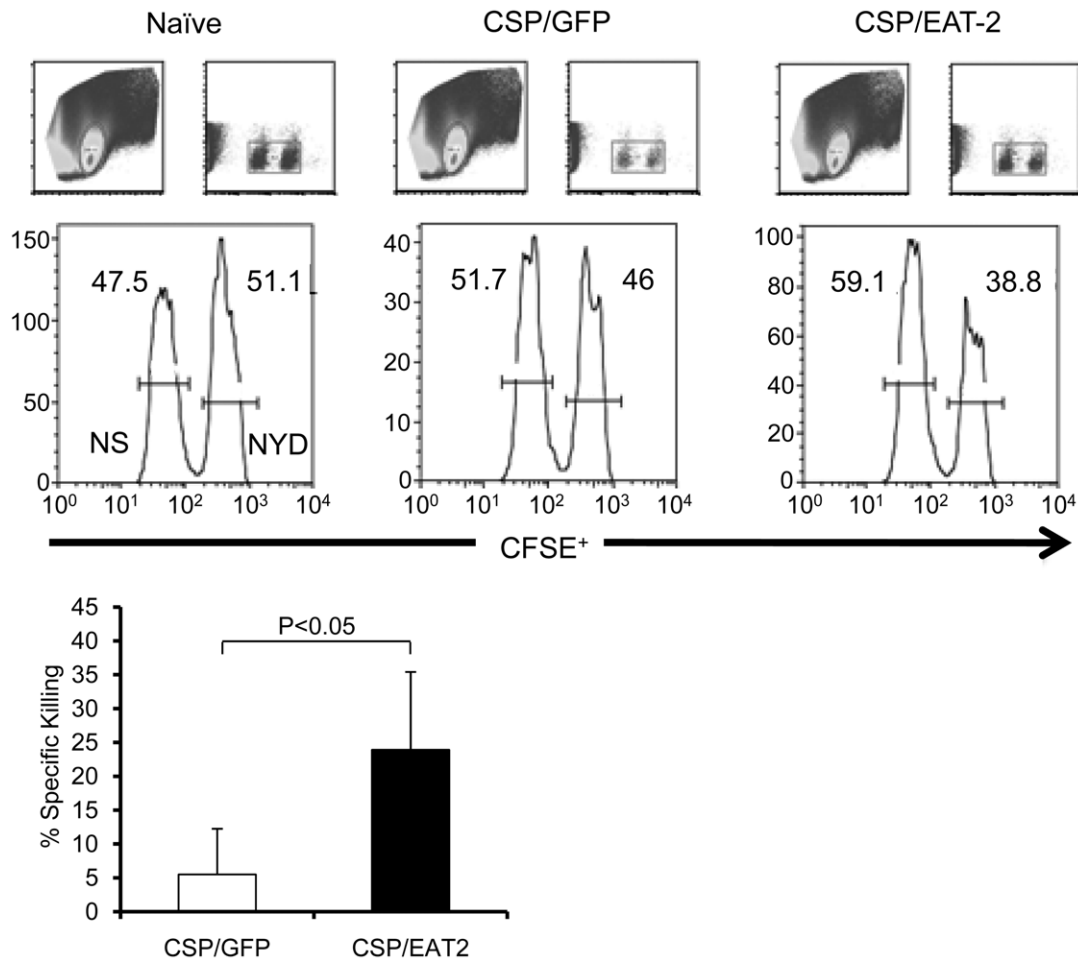 Naïve CSP/GFP CSP/EAT-2
150 100 50 0
47.5 51.1
NS NYD
10⁰ 10¹ 10² 10³ 10⁴
40 30 20 10 0
51.7 46
10⁰ 10¹ 10² 10³ 10⁴
100 80 60 40 20 0
59.1 38.8
10⁰ 10¹ 10² 10³ 10⁴
CFSE⁺
% Specific Killing
45
40
35
30
25
20
15
10
5
0
P<0.05
CSP/GFP CSP/EAT2